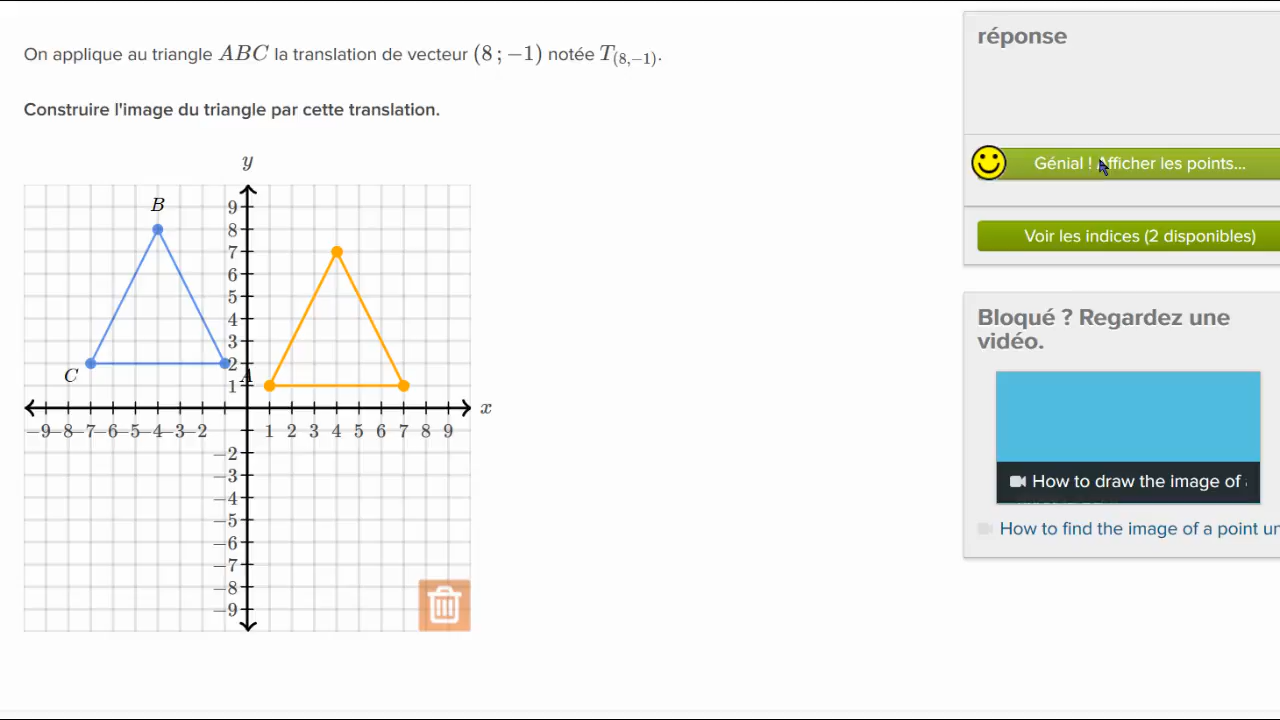 On applique au triangle ABC la translation de vecteur (8 ; −1) notée T(8,−1).
Construire l'image du triangle par cette translation.
y
B
9
8
7
6
5
4
3
2
1
C
A
x
−9 −8 −7 −6 −5 −4 −3 −2 1 2 3 4 5 6 7 8 9
−2
−3
−4
−5
−6
−7
−8
−9
réponse
Génial ! Afficher les points...
Voir les indices (2 disponibles)
Bloqué ? Regardez une
vidéo.
How to draw the image of
How to find the image of a point